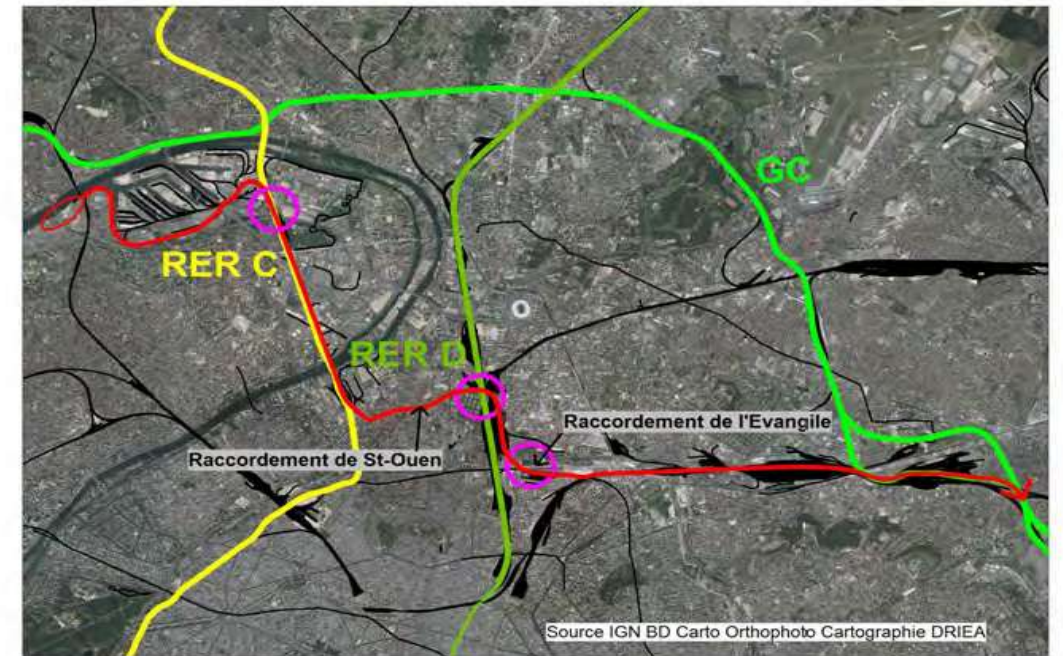 GC
RER C
RER D
Raccordement de l'Evangile
Raccordement de St-Ouen
Source IGN BD Carto Orthophoto Cartographie DRIEA